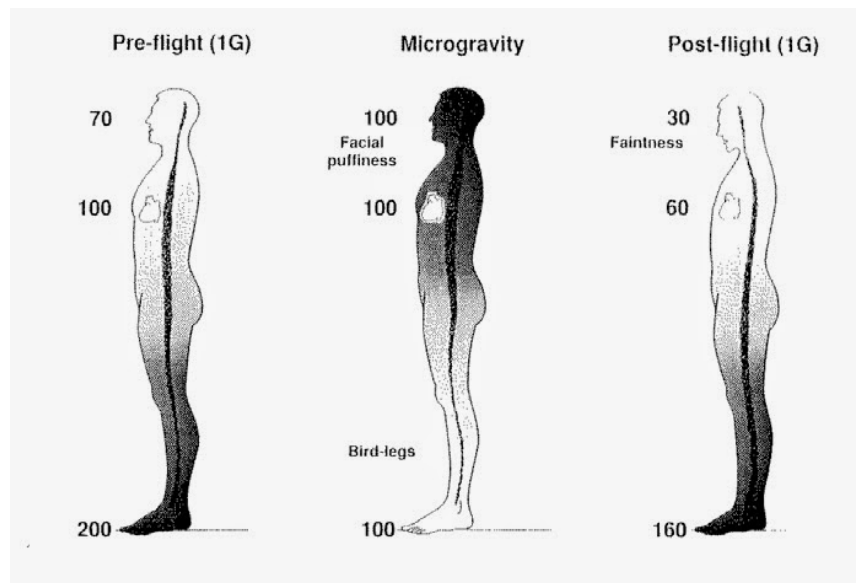 Pre-flight (1G)
70
100
200
Microgravity
100
Facial
puffiness
100
Bird-legs
100
Post-flight (1G)
30
Faintness
60
160